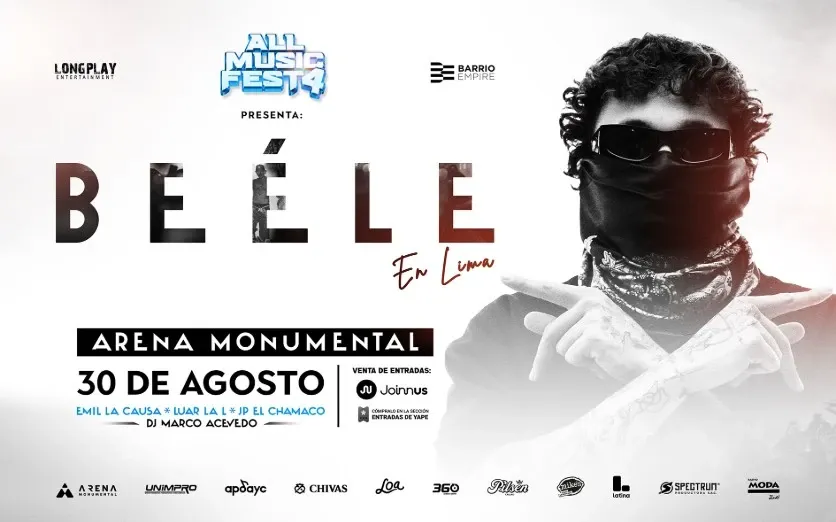 LONGPLAY
ENTERTAINMENT
ALL
MUSIC
FEST4
BARRIO
EMPIRE
PRESENTA:
BEÉLE
En Lima
ARENA MONUMENTAL
30 DE AGOSTO
EMIL LA CAUSA * LUAR LA L * JP EL CHAMACO
DJ MARCO ACEVEDO
VENTA DE ENTRADAS:
Joinnus
CÓMPRALO EN LA SECCIÓN
ENTRADAS DE YAPE
ARENA
MONUMENTAL
UNIMPRO
apdayc
CHIVAS
Loa
360
Pilsen
latina
SPECTRUM
PRODUCTORA SAC
MODA